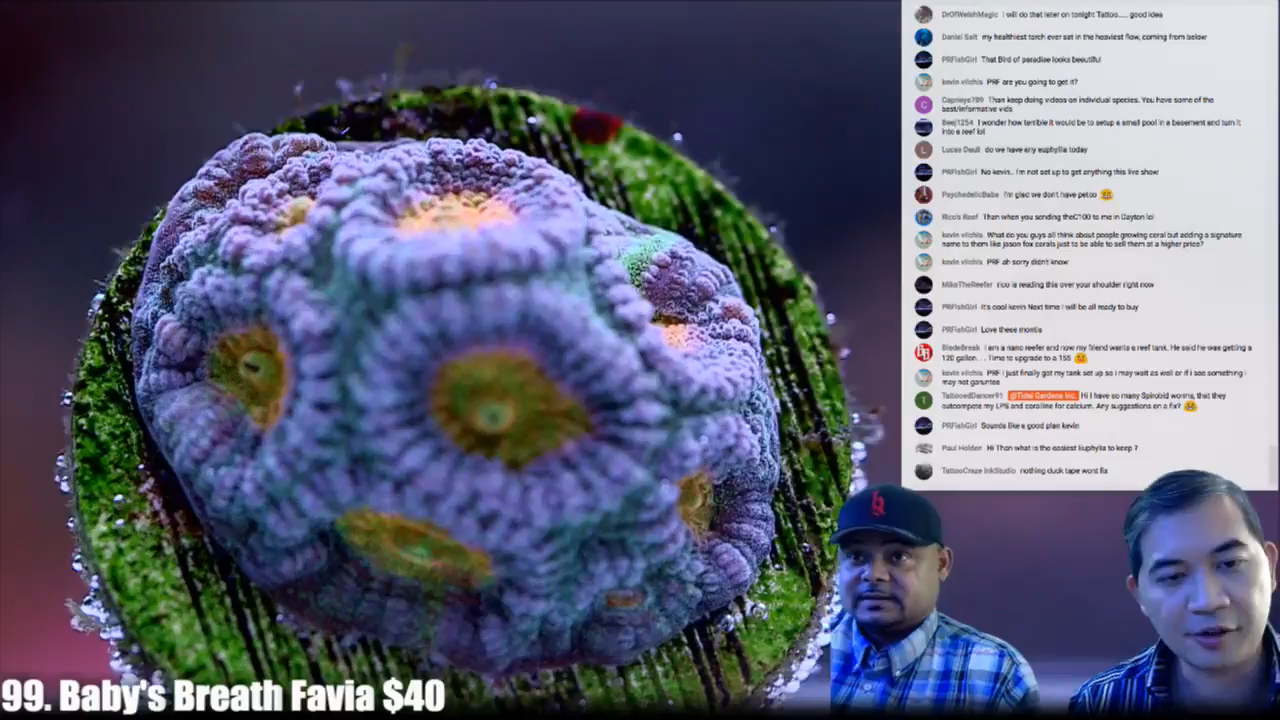 DrOfWelshMagic I will do that later on tonight Tattoo..... good idea
Daniel Salt my healthiest torch ever sat in the heaviest flow, coming from below
PRFishGirl That Bird of paradise looks beautiful
kevin vilchis PRF are you going to get it?
C
Caprieye789 Than keep doing videos on individual species. You have some of the
best/informative vids
Beej1254 I wonder how terrible it would be to setup a small pool in a basement and turn it
into a reef lol
L
Lucas Daull do we have any euphyllia today
PRFishGirl No kevin.. I'm not set up to get anything this live show
PsychedelicBabe I'm glad we don't have petco
Rico's Reef Than when you sending theC100 to me in Dayton lol
kevin vilchis What do you guys all think about people growing coral but adding a signature
name to them like jason fox corals just to be able to sell them at a higher price?
kevin vilchis PRF ah sorry didn't know
MikeTheReefer rico is reading this over your shoulder right now
PRFishGirl It's cool kevin Next time I will be all ready to buy
PRFishGirl Love these montis
BladeBreak I am a nano reefer and now my friend wants a reef tank. He said he was getting a
120 gallon. . . Time to upgrade to a 155
kevin vilchis PRF i just finally got my tank set up so i may wait as well or if i see something i
may not garuntee
T
TattooedDancer91 @Tidal Gardens Inc. Hi I have so many Spirobid worms, that they
outcompete my LPS and coralline for calcium. Any suggestions on a fix?
PRFishGirl Sounds like a good plan kevin
Paul Holden Hi Than what is the easiest Euphylia to keep ?
TattooCraze InkStudio nothing duck tape wont fix
99. Baby's Breath Favia $40